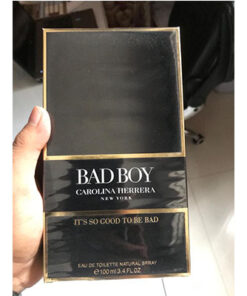 BAD BOY
CAROLINA HERRERA
NEW YORK
IT'S SO GOOD TO BE BAD
EAU DE TOILETTE NATURAL SPRAY
℮100 ml 3.4 FL.OZ